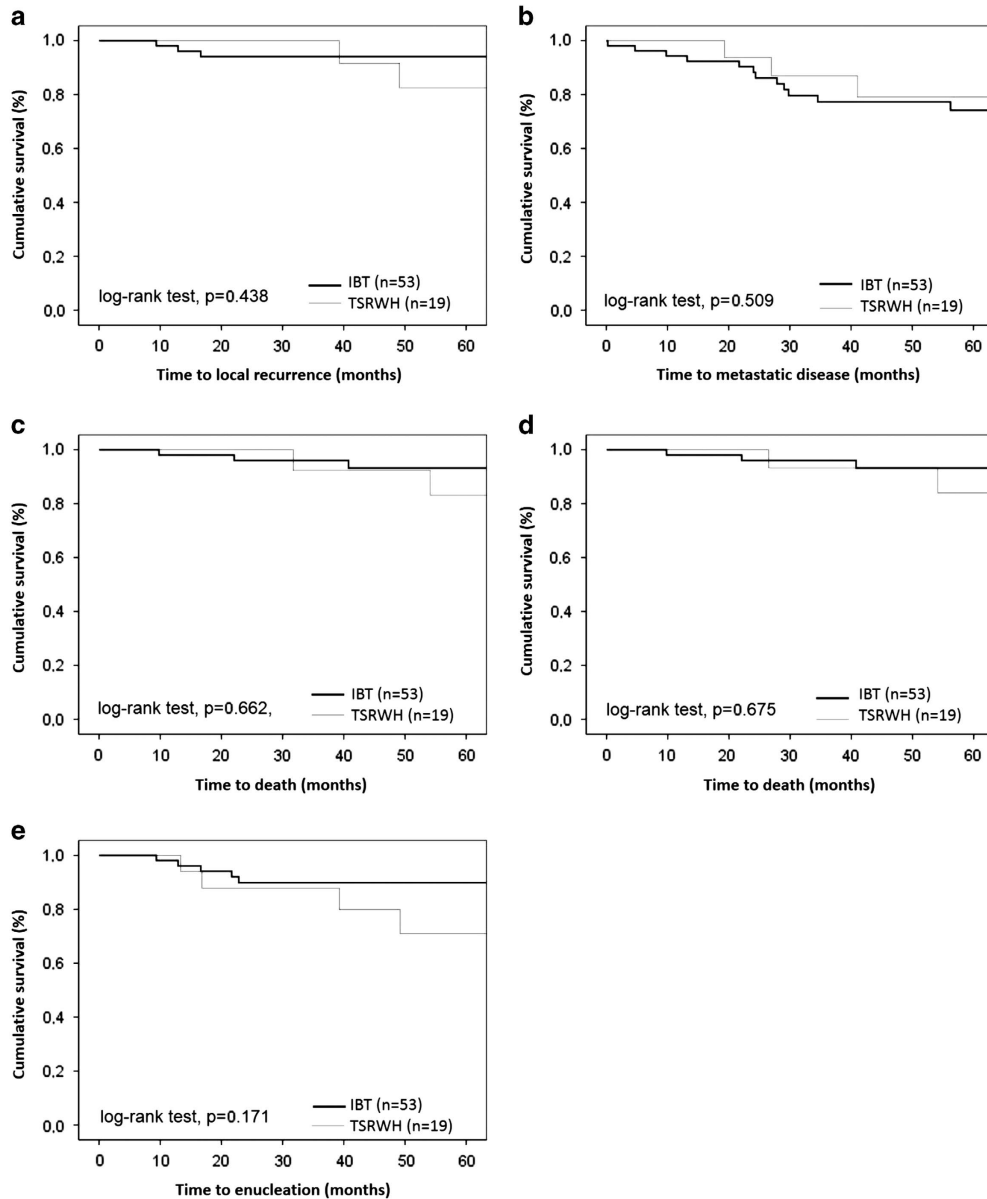 a
1.0
0.8
0.6
0.4
0.2
0.0
Cumulative survival (%)
log-rank test, p=0.438
IBT (n=53)
TSRWH (n=19)
0 10 20 30 40 50 60
Time to local recurrence (months)
b
1.0
0.8
0.6
0.4
0.2
0.0
Cumulative survival (%)
log-rank test, p=0.509
IBT (n=53)
TSRWH (n=19)
0 10 20 30 40 50 60
Time to metastatic disease (months)
c
1.0
0.8
0.6
0.4
0.2
0.0
Cumulative survival (%)
log-rank test, p=0.662,
IBT (n=53)
TSRWH (n=19)
0 10 20 30 40 50 60
Time to death (months)
d
1.0
0.8
0.6
0.4
0.2
0.0
Cumulative survival (%)
log-rank test, p=0.675
IBT (n=53)
TSRWH (n=19)
0 10 20 30 40 50 60
Time to death (months)
e
1.0
0.8
0.6
0.4
0.2
0.0
Cumulative survival (%)
log-rank test, p=0.171
IBT (n=53)
TSRWH (n=19)
0 10 20 30 40 50 60
Time to enucleation (months)